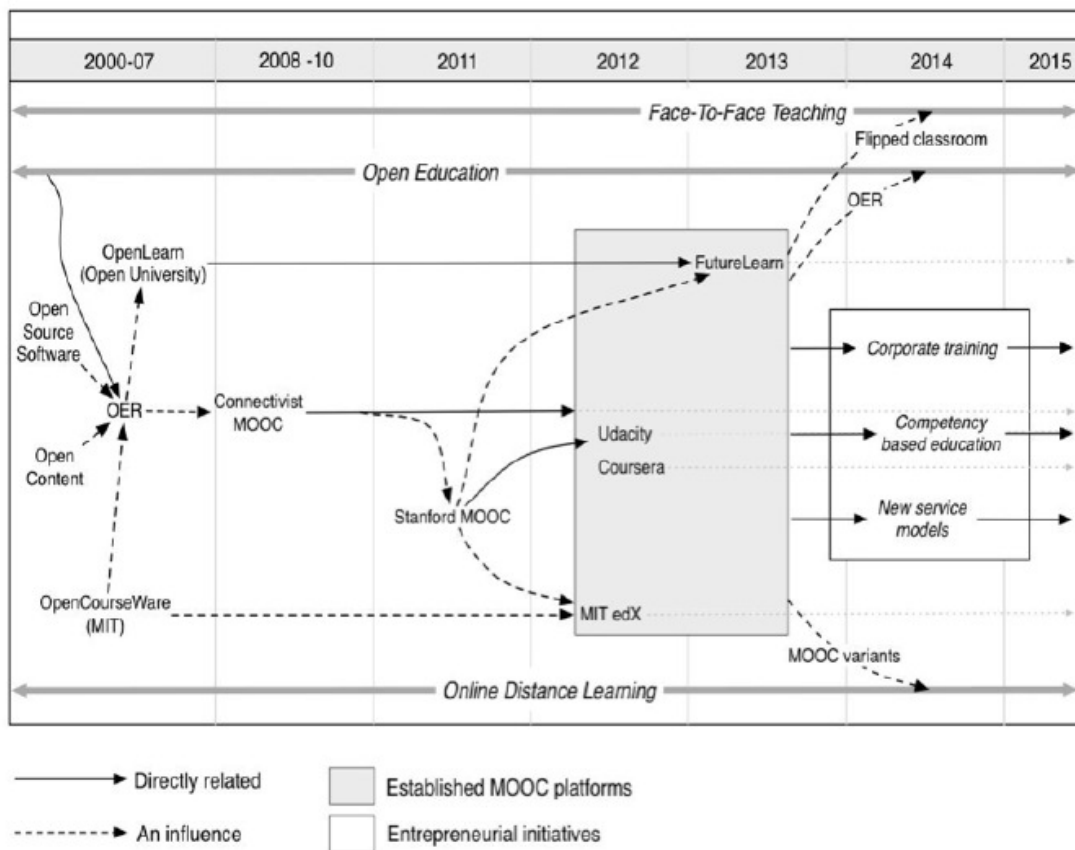 2000-07
2008 -10
2011
2012
2013
2014
2015
Face-To-Face Teaching
Flipped classroom
Open Education
OER
OpenLearn
(Open University)
FutureLearn
Open
Source
Software
Corporate training
OER
Connectivist
MOOC
Udacity
Competency
based education
Open
Content
Coursera
Stanford MOOC
New service
models
OpenCourseWare
(MIT)
MIT edX
MOOC variants
Online Distance Learning
Directly related
Established MOOC platforms
An influence
Entrepreneurial initiatives